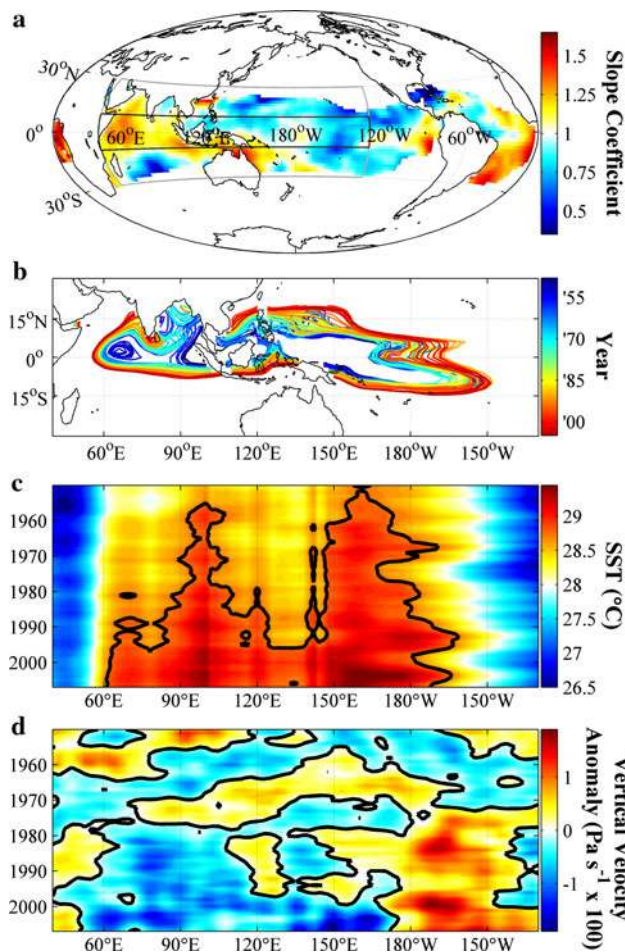 a
30°N
0°
30°S
60°E
120°E
180°W
120°W
60°W
1.5
1.25
1
0.75
0.5
Slope Coefficient
b
15°N
0°
15°S
60°E
90°E
120°E
150°E
180°W
150°W
'55
'70
'85
'00
Year
c
1960
1970
1980
1990
2000
60°E
90°E
120°E
150°E
180°W
150°W
29
28.5
28
27.5
27
26.5
SST (°C)
d
1960
1970
1980
1990
2000
60°E
90°E
120°E
150°E
180°W
150°W
1
0
-1
Vertical Velocity
Anomaly (Pa s⁻¹ x 100)